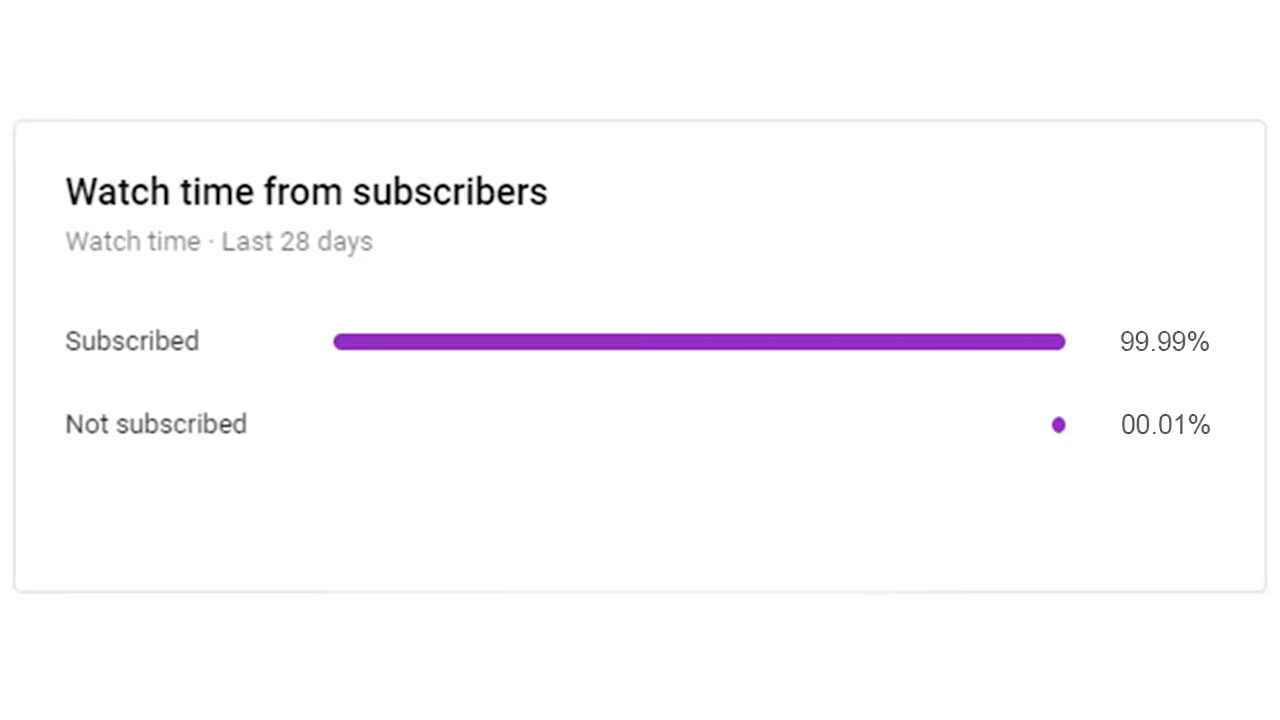 Watch time from subscribers
Watch time · Last 28 days
Subscribed 99.99%
Not subscribed 00.01%